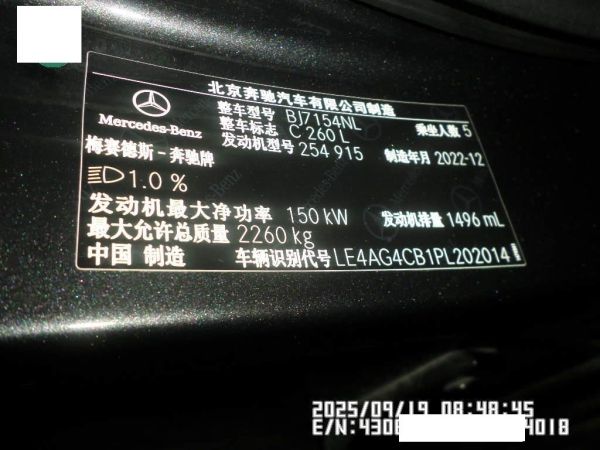 北京奔驰汽车有限公司制造
Mercedes-Benz
整车型号 BJ7154NL
整车标志 C 260 L 乘坐人数 5
发动机型号 254 915 制造年月 2022-12
梅赛德斯-奔驰牌
1.0 %
发动机最大净功率 150 kW 发动机排量 1496 mL
最大允许总质量 2260 kg
中国 制造 车辆识别代号 LE4AG4CB1PL202014
2025/09/19 08:48:45
E/N:430 4018